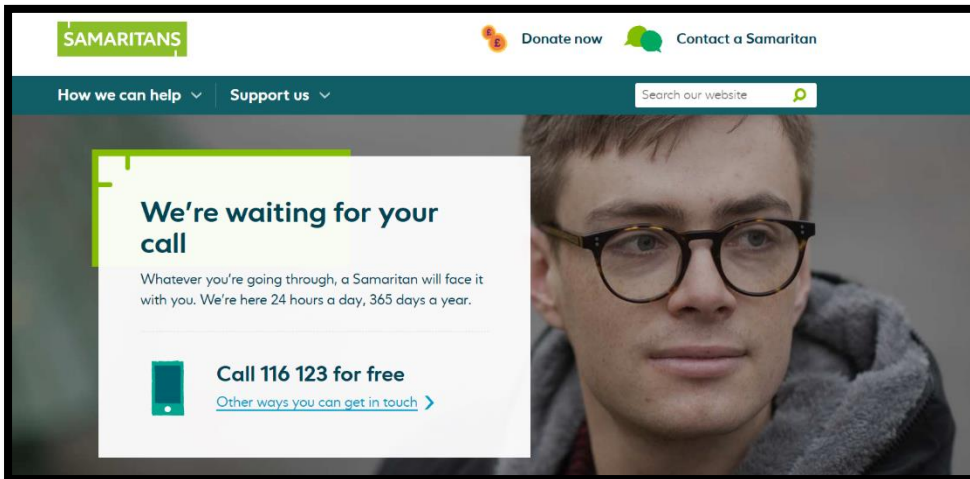 SAMARITANS
Donate now
Contact a Samaritan
How we can help
Support us
Search our website
We're waiting for your
call
Whatever you're going through, a Samaritan will face it
with you. We're here 24 hours a day, 365 days a year.
Call 116 123 for free
Other ways you can get in touch